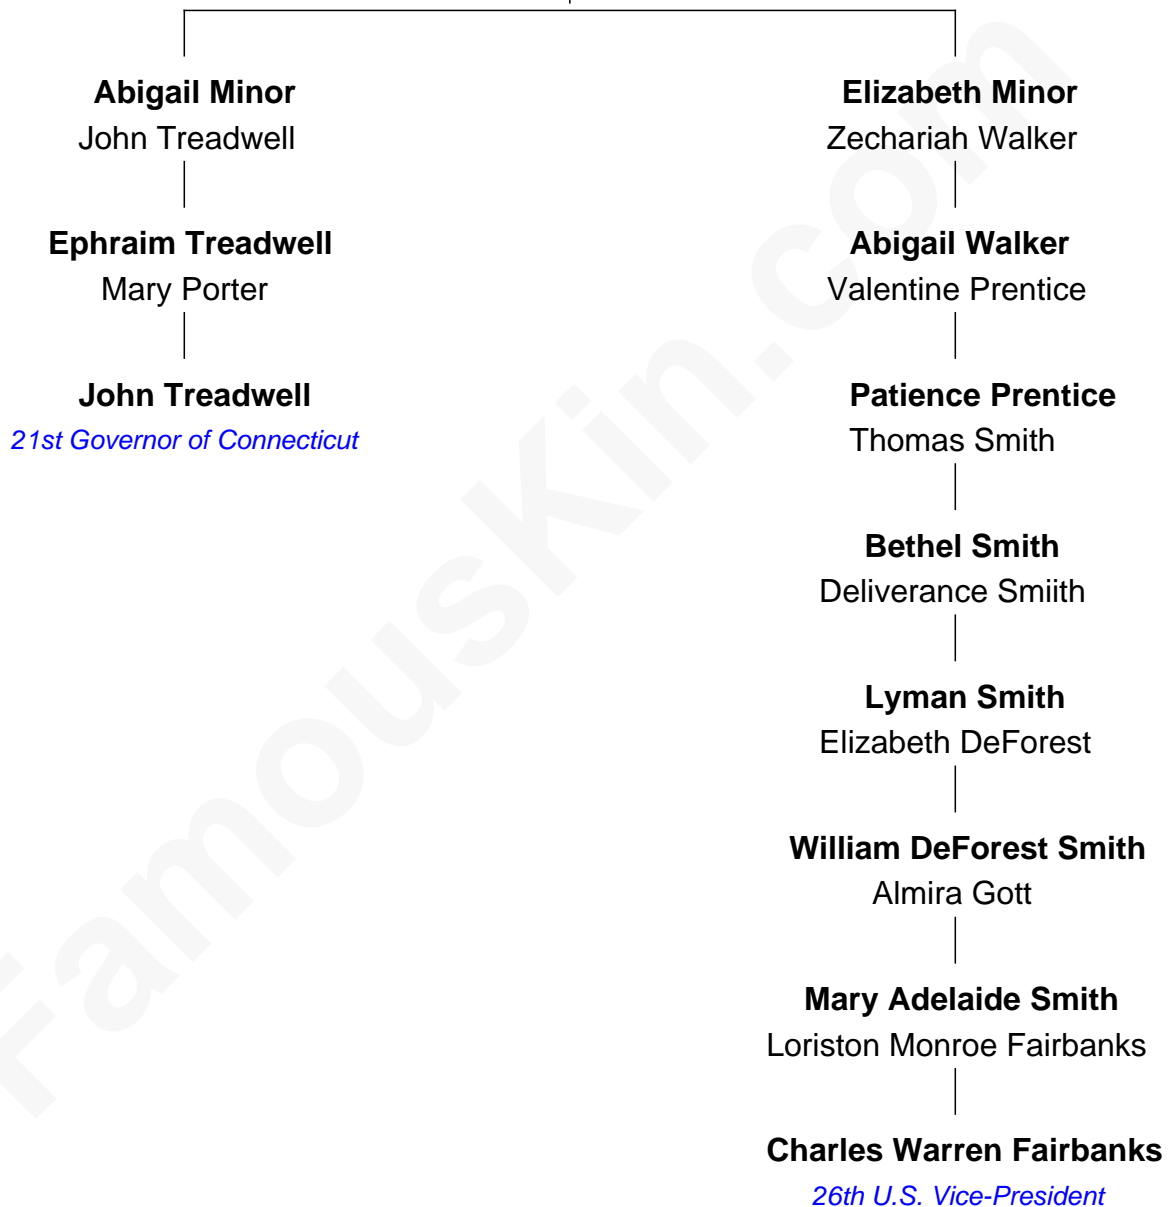 Abigail Minor
John Treadwell
Ephraim Treadwell
Mary Porter
John Treadwell
21st Governor of Connecticut
Elizabeth Minor
Zechariah Walker
Abigail Walker
Valentine Prentice
Patience Prentice
Thomas Smith
Bethel Smith
Deliverance Smiith
Lyman Smith
Elizabeth DeForest
William DeForest Smith
Almira Gott
Mary Adelaide Smith
Loriston Monroe Fairbanks
Charles Warren Fairbanks
26th U.S. Vice-President
FamousKin.com